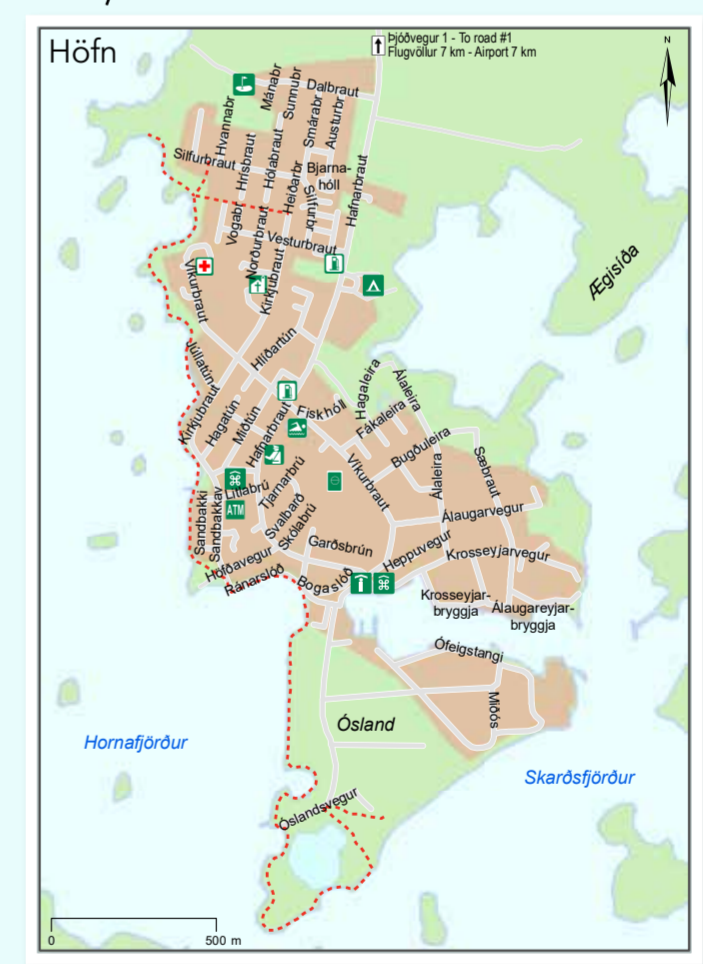 Höfn
Þjóðvegur 1 - To road #1
Flugvöllur 7 km - Airport 7 km
N
Dalbraut
Mánabr
Sunnubr
Hvannabr
Smárabr
Austurbr
Silfurbraut
Hrísbraut
Hólabraut
Bjarna-
hóll
Heiðarbr
Silfurbr
Hafnarbraut
Vogabr
Norðurbraut
Vesturbraut
Kirkjubraut
Víkurbraut
Ægisíða
Hlíðartún
Júllatún
Kirkjubraut
Hagatún
Miðtún
Hafnarbraut
Fiskhóll
Hagaleira
Álaleira
Fákaleira
Bugðuleira
Víkurbraut
Álaleira
Sæbraut
Litlabrú
ATM
Tjarnarbrú
Svalbarð
Skólabrú
Sandbakki
Sandbakkav
Álaugarvegur
Garðsbrún
Heppuvegur
Krosseyjarvegur
Höfðavegur
Ránarslóð
Bogaslóð
Krosseyjar-
bryggja
Álaugareyjar-
bryggja
Ófeigstangi
Miðós
Ósland
Hornafjörður
Skarðsfjörður
Óslandsvegur
0
500 m